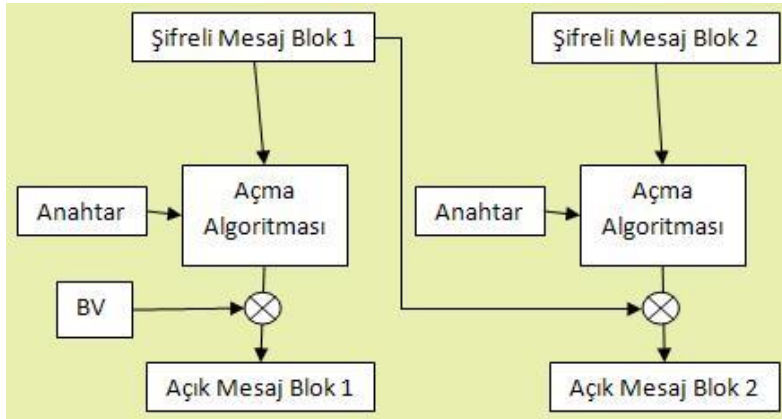 Şifreli Mesaj Blok 1
Şifreli Mesaj Blok 2
Anahtar
Açma
Algoritması
Anahtar
Açma
Algoritması
BV
Açık Mesaj Blok 1
Açık Mesaj Blok 2